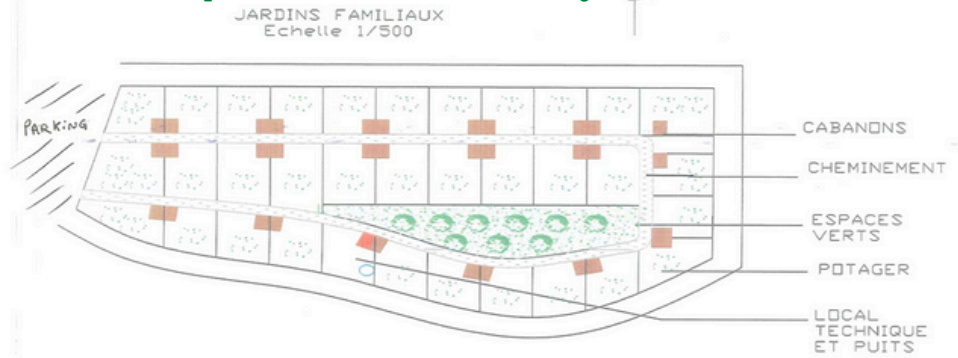 JARDINS FAMILIAUX
Echelle 1/500
PARKING
CABANONS
CHEMINEMENT
ESPACES
VERTS
POTAGER
LOCAL
TECHNIQUE
ET PUITS